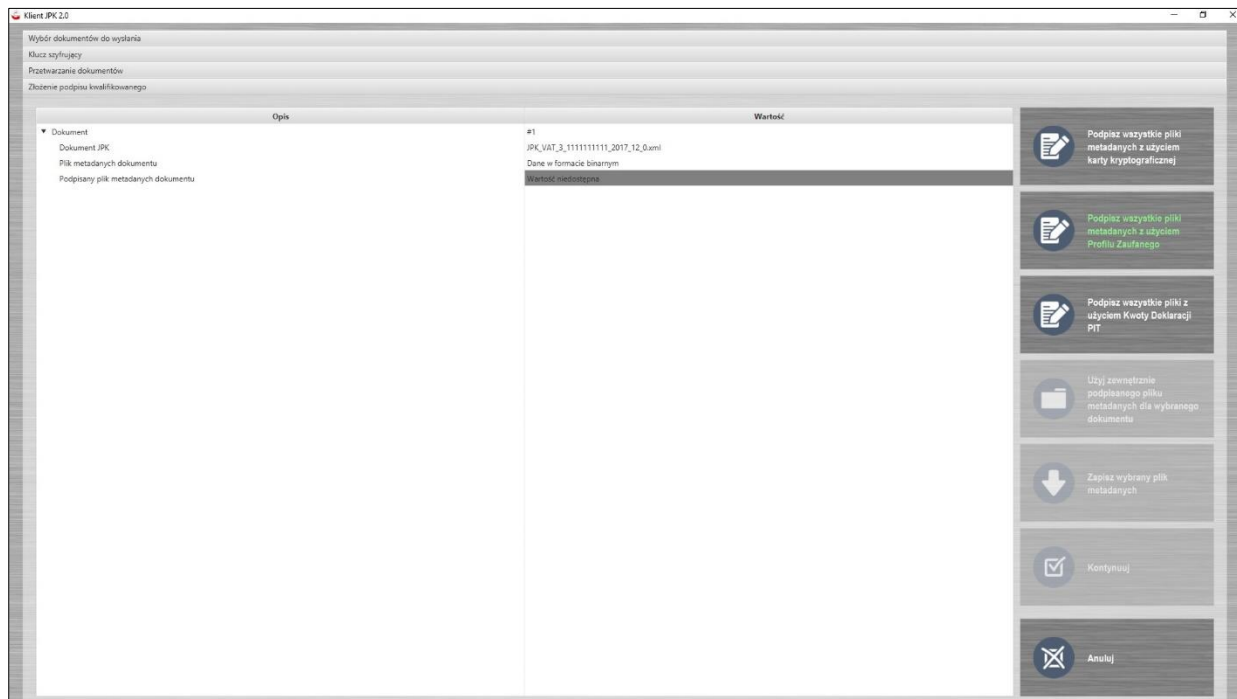 Klient JPK 2.0
Wybór dokumentów do wysłania
Klucz szyfrujący
Przetwarzanie dokumentów
Złożenie podpisu kwalifikowanego
Opis Wartość
Dokument #1
Dokument JPK JPK_VAT_3_1111111111_2017_12_0.xml
Plik metadanych dokumentu Dane w formacie binarnym
Podpisany plik metadanych dokumentu Wartość niedostępna
Podpisz wszystkie pliki
metadanych z użyciem
karty kryptograficznej
Podpisz wszystkie pliki
metadanych z użyciem
Profilu Zaufanego
Podpisz wszystkie pliki z
użyciem Kwoty Deklaracji
PIT
Użyj zewnętrznie
podpisanego pliku
metadanych dla wybranego
dokumentu
Zapisz wybrany plik
metadanych
Kontynuuj
Anuluj